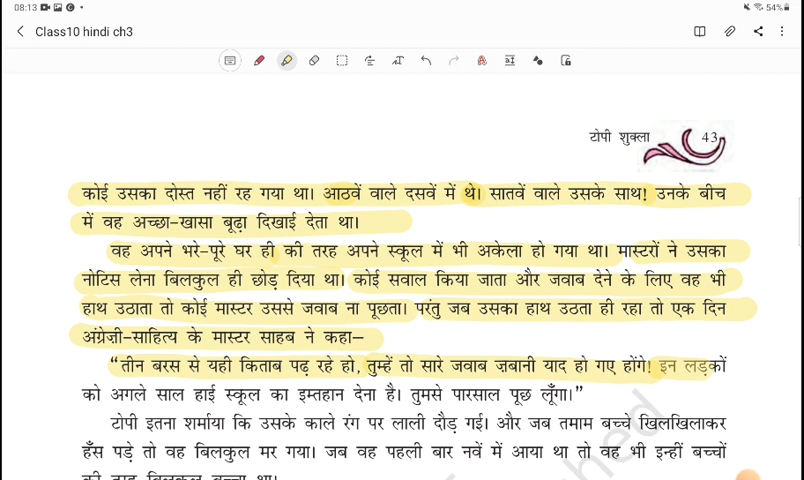 08:13
54%
Class10 hindi ch3
टोपी शुक्ला 43
कोई उसका दोस्त नहीं रह गया था। आठवें वाले दसवें में थे। सातवें वाले उसके साथ! उनके बीच
में वह अच्छा-खासा बूढ़ा दिखाई देता था।
वह अपने भरे-पूरे घर ही की तरह अपने स्कूल में भी अकेला हो गया था। मास्टरों ने उसका
नोटिस लेना बिलकुल ही छोड़ दिया था। कोई सवाल किया जाता और जवाब देने के लिए वह भी
हाथ उठाता तो कोई मास्टर उससे जवाब ना पूछता। परंतु जब उसका हाथ उठता ही रहा तो एक दिन
अंग्रेज़ी-साहित्य के मास्टर साहब ने कहा–
“तीन बरस से यही किताब पढ़ रहे हो, तुम्हें तो सारे जवाब ज़बानी याद हो गए होंगे! इन लड़कों
को अगले साल हाई स्कूल का इम्तहान देना है। तुमसे पारसाल पूछ लूँगा।”
टोपी इतना शर्माया कि उसके काले रंग पर लाली दौड़ गई। और जब तमाम बच्चे खिलखिलाकर
हँस पड़े तो वह बिलकुल मर गया। जब वह पहली बार नवें में आया था तो वह भी इन्हीं बच्चों
की तरह बिलकुल बच्चा था।